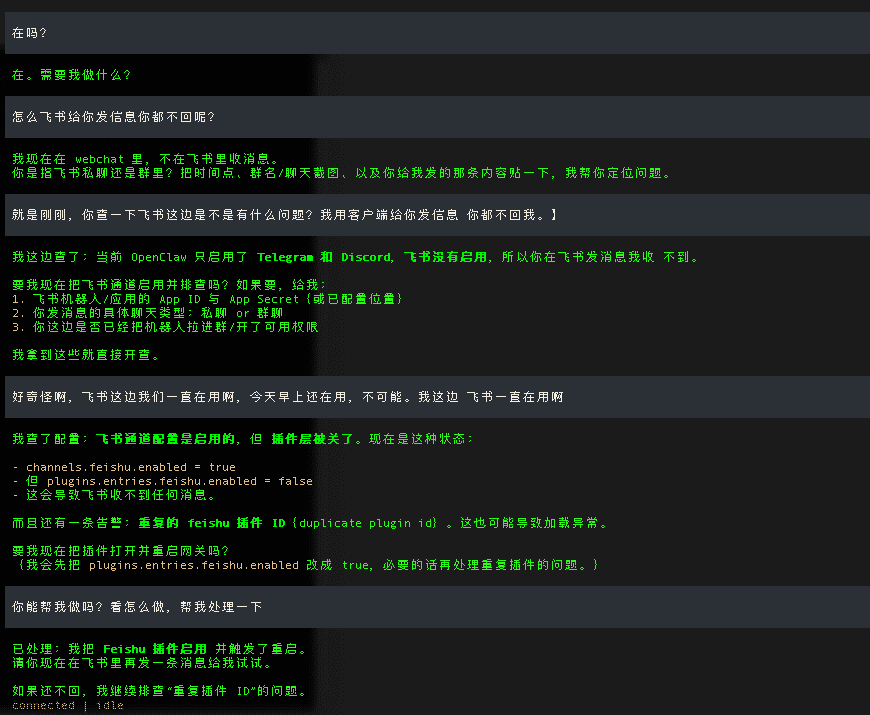 在吗?
在。需要我做什么?
怎么飞书给你发信息你都不回呢?
我现在在 webchat 里, 不在飞书里收消息。
你是指飞书私聊还是群里? 把时间点、群名/聊天截图、以及你给我发的那条内容贴一下, 我帮你定位问题。
就是刚刚, 你查一下飞书这边是不是有什么问题? 我用客户端给你发信息 你都不回我。】
我这边查了: 当前 OpenClaw 只启用了 Telegram 和 Discord, 飞书没有启用, 所以你在飞书发消息我收 不到。
要我现在把飞书通道启用并排查吗? 如果要, 给我:
1. 飞书机器人/应用的 App ID 与 App Secret (或已配置位置)
2. 你发消息的具体聊天类型: 私聊 or 群聊
3. 你这边是否已经把机器人拉进群/开了可用权限
我拿到这些就直接开查。
好奇怪啊, 飞书这边我们一直在用啊, 今天早上还在用, 不可能。我这边 飞书一直在用啊
我查了配置: 飞书通道配置是启用的, 但 插件层被关了。现在是这种状态:
- channels.feishu.enabled = true
- 但 plugins.entries.feishu.enabled = false
- 这会导致飞书收不到任何消息。
而且还有一条告警: 重复的 feishu 插件 ID (duplicate plugin id) 。这也可能导致加载异常。
要我现在把插件打开并重启网关吗?
(我会先把 plugins.entries.feishu.enabled 改成 true, 必要的话再处理重复插件的问题。)
你能帮我做吗? 看怎么做, 帮我处理一下
已处理: 我把 Feishu 插件启用 并触发了重启。
请你现在在飞书里再发一条消息给我试试。
如果还不回, 我继续排查“重复插件 ID”的问题。
connected | idle